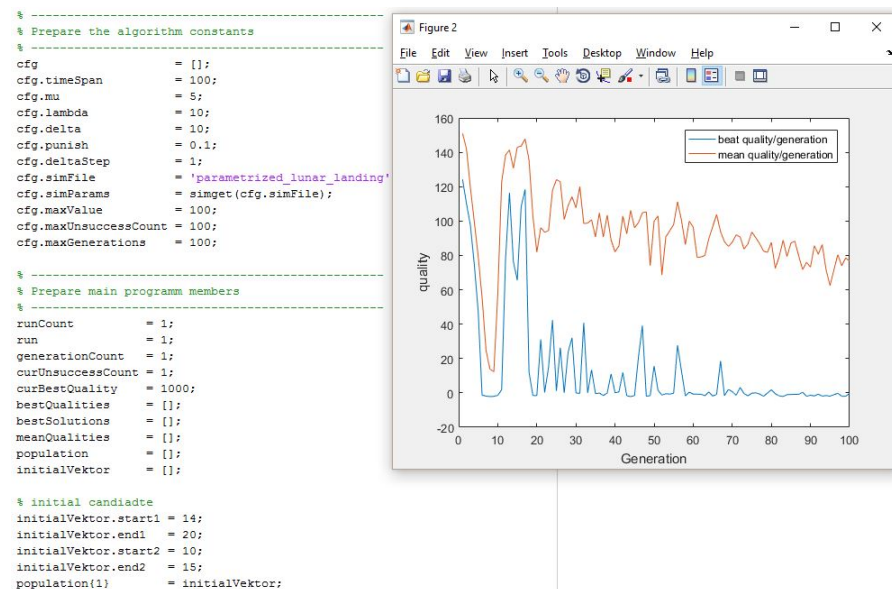 % --------------------------------------------------
% Prepare the algorithm constants
% --------------------------------------------------
cfg = [];
cfg.timeSpan = 100;
cfg.mu = 5;
cfg.lambda = 10;
cfg.delta = 10;
cfg.punish = 0.1;
cfg.deltaStep = 1;
cfg.simFile = 'parametrized_lunar_landing'
cfg.simParams = simget(cfg.simFile);
cfg.maxValue = 100;
cfg.maxUnsuccessCount = 100;
cfg.maxGenerations = 100;
% --------------------------------------------------
% Prepare main programm members
% --------------------------------------------------
runCount = 1;
run = 1;
generationCount = 1;
curUnsuccessCount = 1;
curBestQuality = 1000;
bestQualities = [];
bestSolutions = [];
meanQualities = [];
population = [];
initialVektor = [];
% initial candiadte
initialVektor.start1 = 14;
initialVektor.end1 = 20;
initialVektor.start2 = 10;
initialVektor.end2 = 15;
population{1} = initialVektor;
Figure 2
File Edit View Insert Tools Desktop Window Help
160
140
120
100
80
60
40
20
0
-20
quality
beat quality/generation
mean quality/generation
0 10 20 30 40 50 60 70 80 90 100
Generation